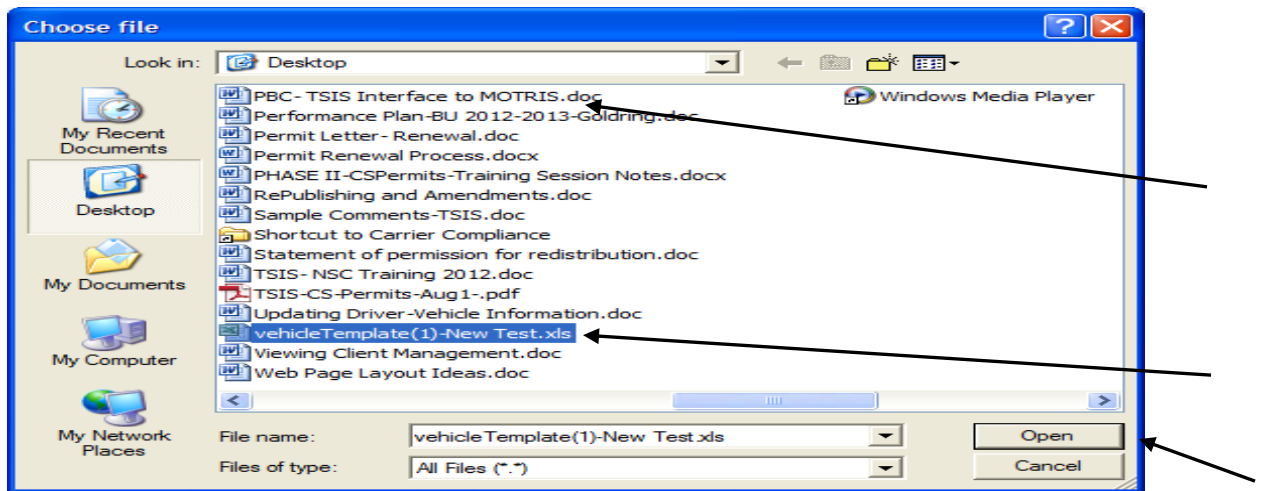 Choose file
Look in: Desktop
My Recent Documents
Desktop
My Documents
My Computer
My Network Places
PBC- TSIS Interface to MOTRIS.doc
Performance Plan-BU 2012-2013-Goldring.doc
Permit Letter- Renewal.doc
Permit Renewal Process.docx
PHASE II-CSPermits-Training Session Notes.docx
RePublishing and Amendments.doc
Sample Comments-TSIS.doc
Shortcut to Carrier Compliance
Statement of permission for redistribution.doc
TSIS- NSC Training 2012.doc
TSIS-CS-Permits-Aug1-.pdf
Updating Driver-Vehicle Information.doc
vehicleTemplate(1)-New Test.xls
Viewing Client Management.doc
Web Page Layout Ideas.doc
Windows Media Player
File name: vehicleTemplate(1)-New Test.xls
Open
Files of type: All Files (*.*)
Cancel